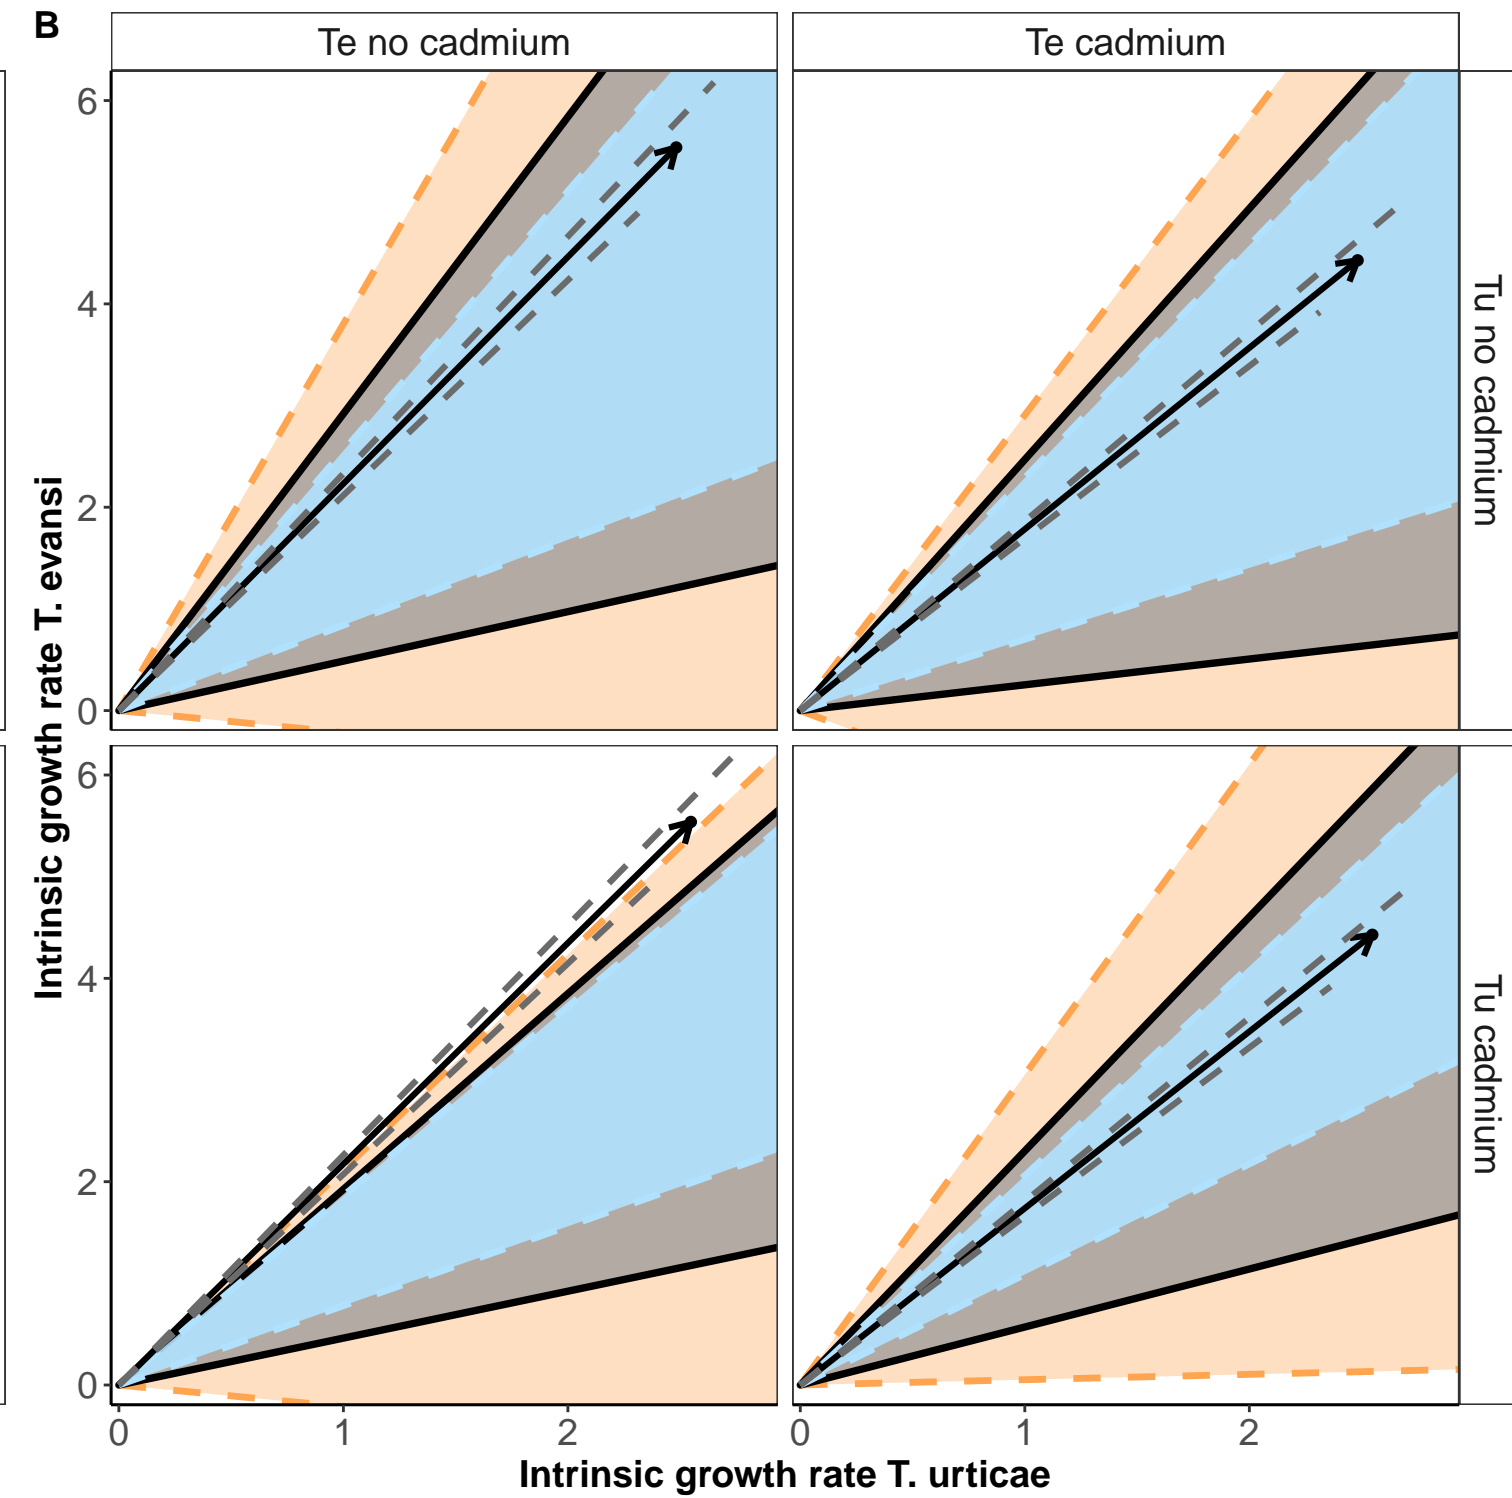 B
Te no cadmium
Te cadmium
6
4
2
0
Tu no cadmium
Intrinsic growth rate T. evansi
6
4
2
0
Tu cadmium
0 1 2
0 1 2
Intrinsic growth rate T. urticae